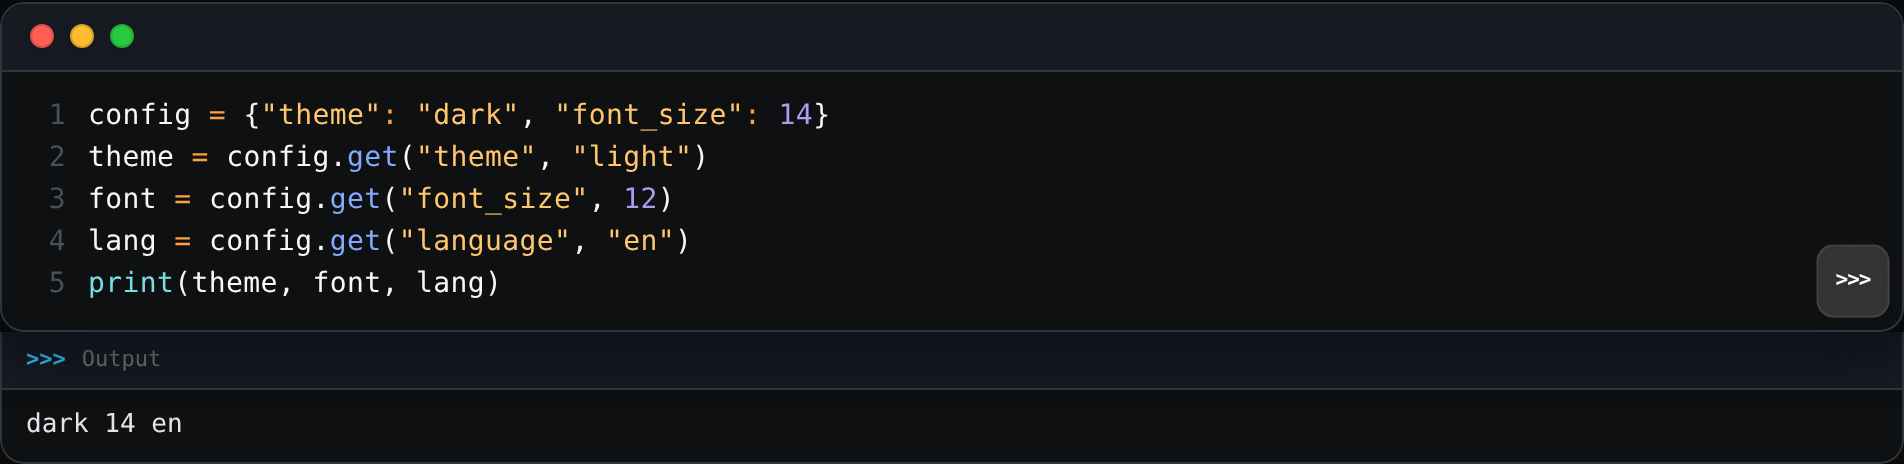 1 config = {"theme": "dark", "font_size": 14}
2 theme = config.get("theme", "light")
3 font = config.get("font_size", 12)
4 lang = config.get("language", "en")
5 print(theme, font, lang)
>>>
>>> Output
dark 14 en